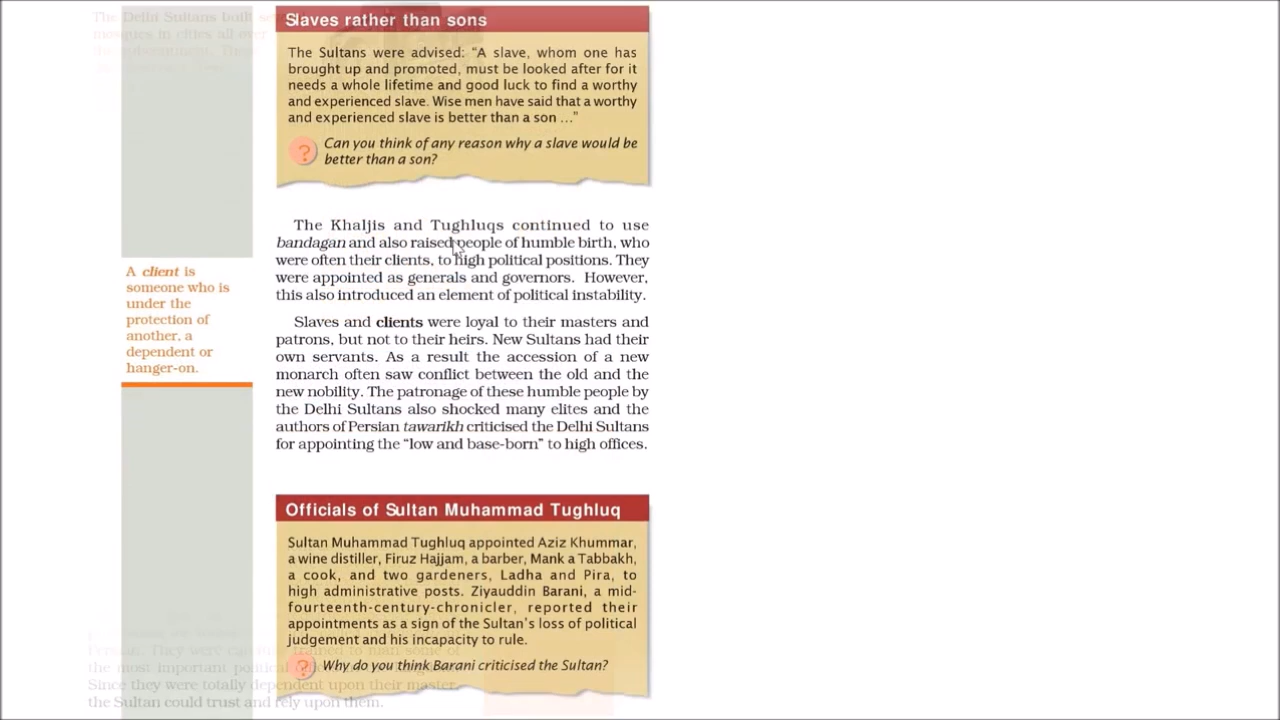 The Delhi Sultans built
mosques in cities all over
Slaves rather than sons
The Sultans were advised: “A slave, whom one has
brought up and promoted, must be looked after for it
needs a whole lifetime and good luck to find a worthy
and experienced slave. Wise men have said that a worthy
and experienced slave is better than a son …”
? Can you think of any reason why a slave would be
better than a son?
The Khaljis and Tughluqs continued to use
bandagan and also raised people of humble birth, who
were often their clients, to high political positions. They
were appointed as generals and governors. However,
this also introduced an element of political instability.
A client is
someone who is
under the
protection of
another, a
dependent or
hanger-on.
Slaves and clients were loyal to their masters and
patrons, but not to their heirs. New Sultans had their
own servants. As a result the accession of a new
monarch often saw conflict between the old and the
new nobility. The patronage of these humble people by
the Delhi Sultans also shocked many elites and the
authors of Persian tawarikh criticised the Delhi Sultans
for appointing the “low and base-born” to high offices.
Officials of Sultan Muhammad Tughluq
Sultan Muhammad Tughluq appointed Aziz Khummar,
a wine distiller, Firuz Hajjam, a barber, Mank a Tabbakh,
a cook, and two gardeners, Ladha and Pira, to
high administrative posts. Ziyauddin Barani, a mid-
fourteenth-century-chronicler, reported their
appointments as a sign of the Sultan’s loss of political
judgement and his incapacity to rule.
? Why do you think Barani criticised the Sultan?
Persian. They were trained to man some of
the most important political
Since they were totally dependent upon their master,
the Sultan could trust and rely upon them.